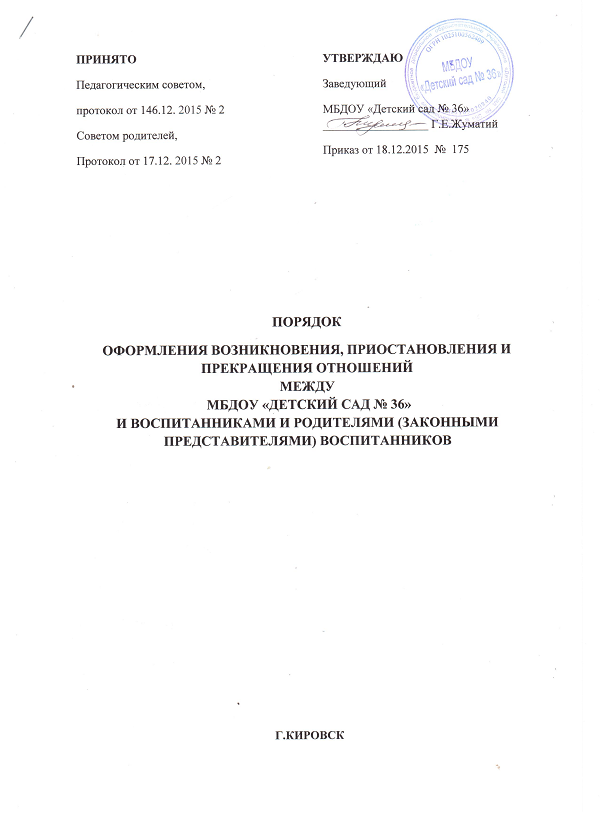 ПРИНЯТО
Педагогическим советом,
протокол от 146.12. 2015 № 2
Советом родителей,
Протокол от 17.12. 2015 № 2
УТВЕРЖДАЮ
Заведующий
МБДОУ «Детский сад № 36»
Г.Е.Жуматий
Приказ от 18.12.2015 № 175
МБДОУ
«Детский сад № 36»
ПОРЯДОК
ОФОРМЛЕНИЯ ВОЗНИКНОВЕНИЯ, ПРИОСТАНОВЛЕНИЯ И
ПРЕКРАЩЕНИЯ ОТНОШЕНИЙ
МЕЖДУ
МБДОУ «ДЕТСКИЙ САД № 36»
И ВОСПИТАННИКАМИ И РОДИТЕЛЯМИ (ЗАКОННЫМИ
ПРЕДСТАВИТЕЛЯМИ) ВОСПИТАННИКОВ
Г.КИРОВСК